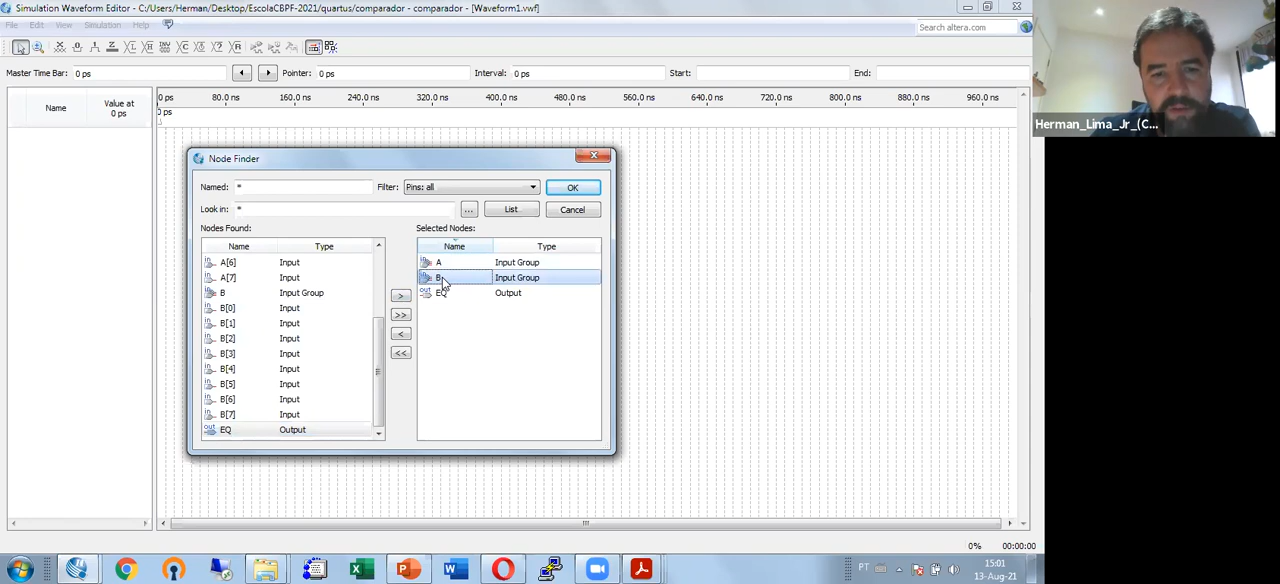 Simulation Waveform Editor - C:/Users/Herman/Desktop/EscolaCBPF-2021/quartus/comparador - comparador - [Waveform1.vwf]
File Edit View Simulation Help
Search altera.com
Master Time Bar: 0 ps Pointer: 0 ps Interval: 0 ps Start: End:
Name Value at
0 ps
0 ps 80.0 ns 160.0 ns 240.0 ns 320.0 ns 400.0 ns 480.0 ns 560.0 ns 640.0 ns 720.0 ns 800.0 ns 880.0 ns 960.0 ns
0 ps
Herman_Lima_Jr_(C...
Node Finder
Named: * Filter: Pins: all OK
Look in: * ... List Cancel
Nodes Found: Selected Nodes:
Name Type
A[6] Input
A[7] Input
B Input Group
B[0] Input
B[1] Input
B[2] Input
B[3] Input
B[4] Input
B[5] Input
B[6] Input
B[7] Input
EQ Output
>
>>
<
<<
Name Type
A Input Group
B Input Group
EQ Output
0% 00:00:00
PT 15:01
13-Aug-21